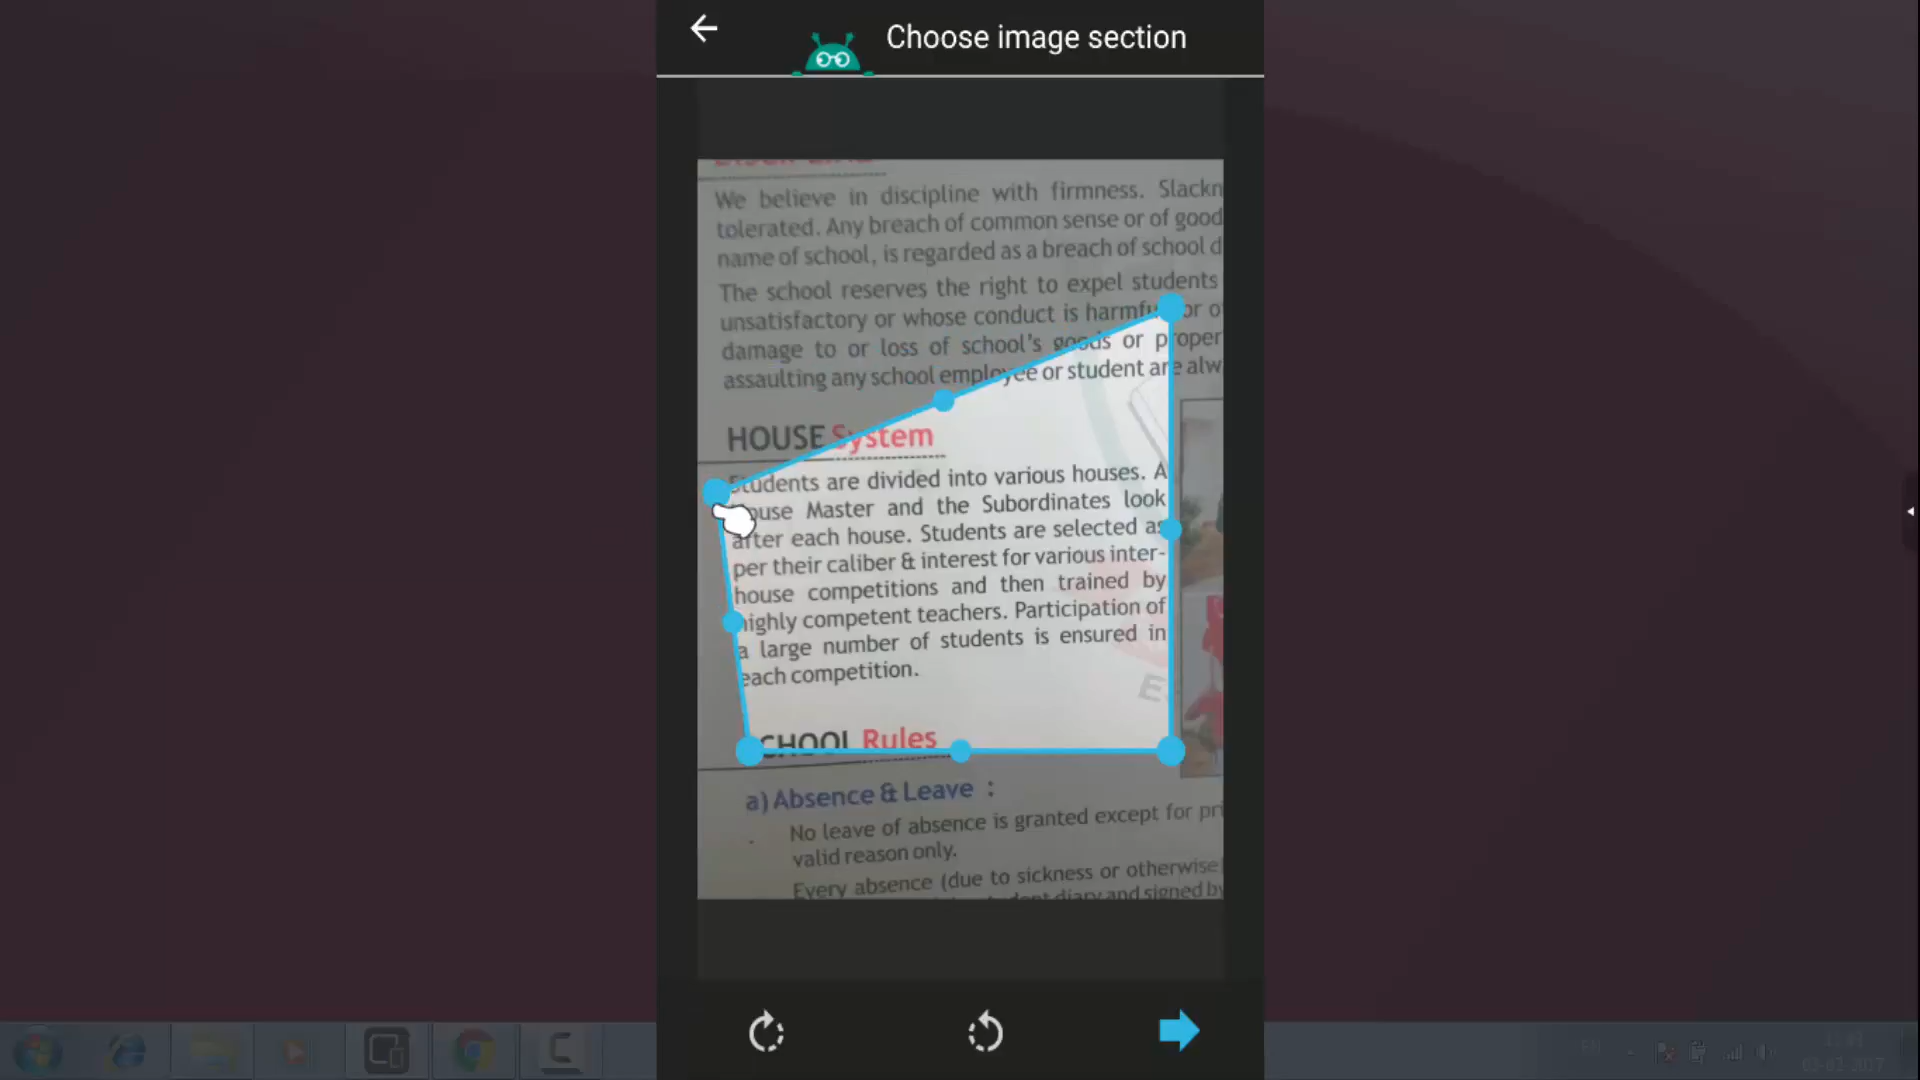 Choose image section
We believe in discipline with firmness. Slackn
tolerated. Any breach of common sense or of good
name of school, is regarded as a breach of school d
The school reserves the right to expel students
unsatisfactory or whose conduct is harmful or o
damage to or loss of school's goods or proper
assaulting any school employee or student are alw
HOUSE System
Students are divided into various houses. A
House Master and the Subordinates look
after each house. Students are selected as
per their caliber & interest for various inter-
house competitions and then trained by
highly competent teachers. Participation of
a large number of students is ensured in
each competition.
SCHOOL Rules
a) Absence & Leave :
No leave of absence is granted except for pri
valid reason only.
Every absence (due to sickness or otherwise
diary and signed by